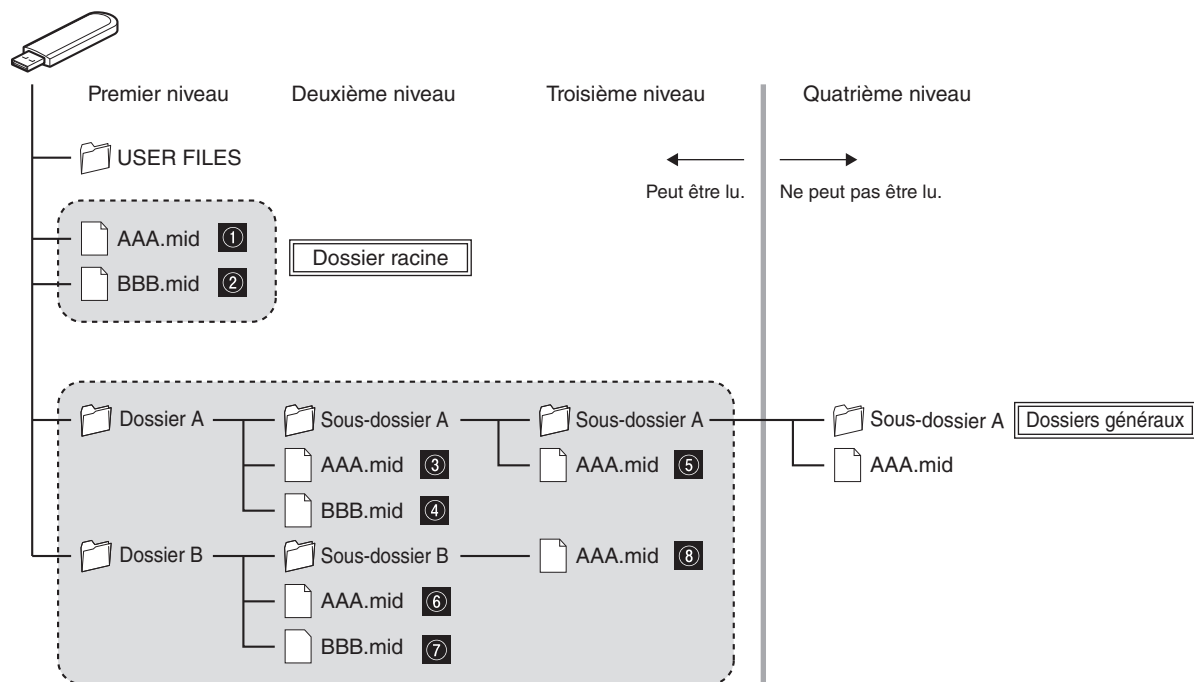 Premier niveau Deuxième niveau Troisième niveau Quatrième niveau
USER FILES
Peut être lu. Ne peut pas être lu.
AAA.mid ①
Dossier racine
BBB.mid ②
Dossier A Sous-dossier A Sous-dossier A Sous-dossier A Dossiers généraux
AAA.mid ③ AAA.mid ⑤ AAA.mid
BBB.mid ④
Dossier B Sous-dossier B AAA.mid ⑧
AAA.mid ⑥
BBB.mid ⑦